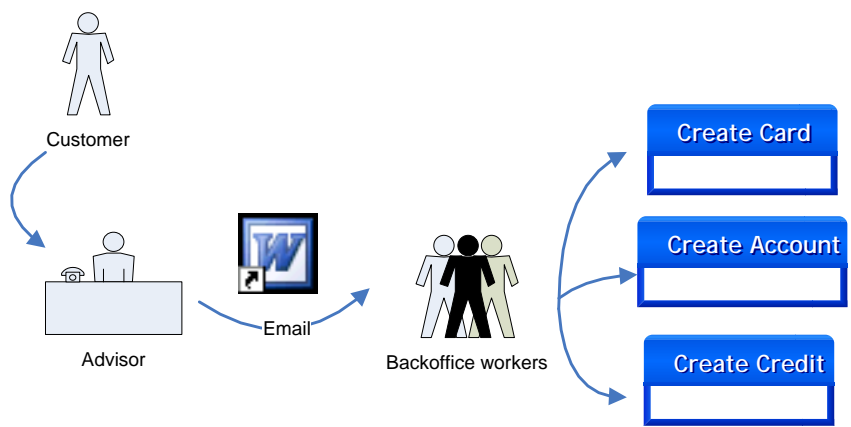 Customer
Create Card
Create Account
W
Email
Advisor
Backoffice workers
Create Credit